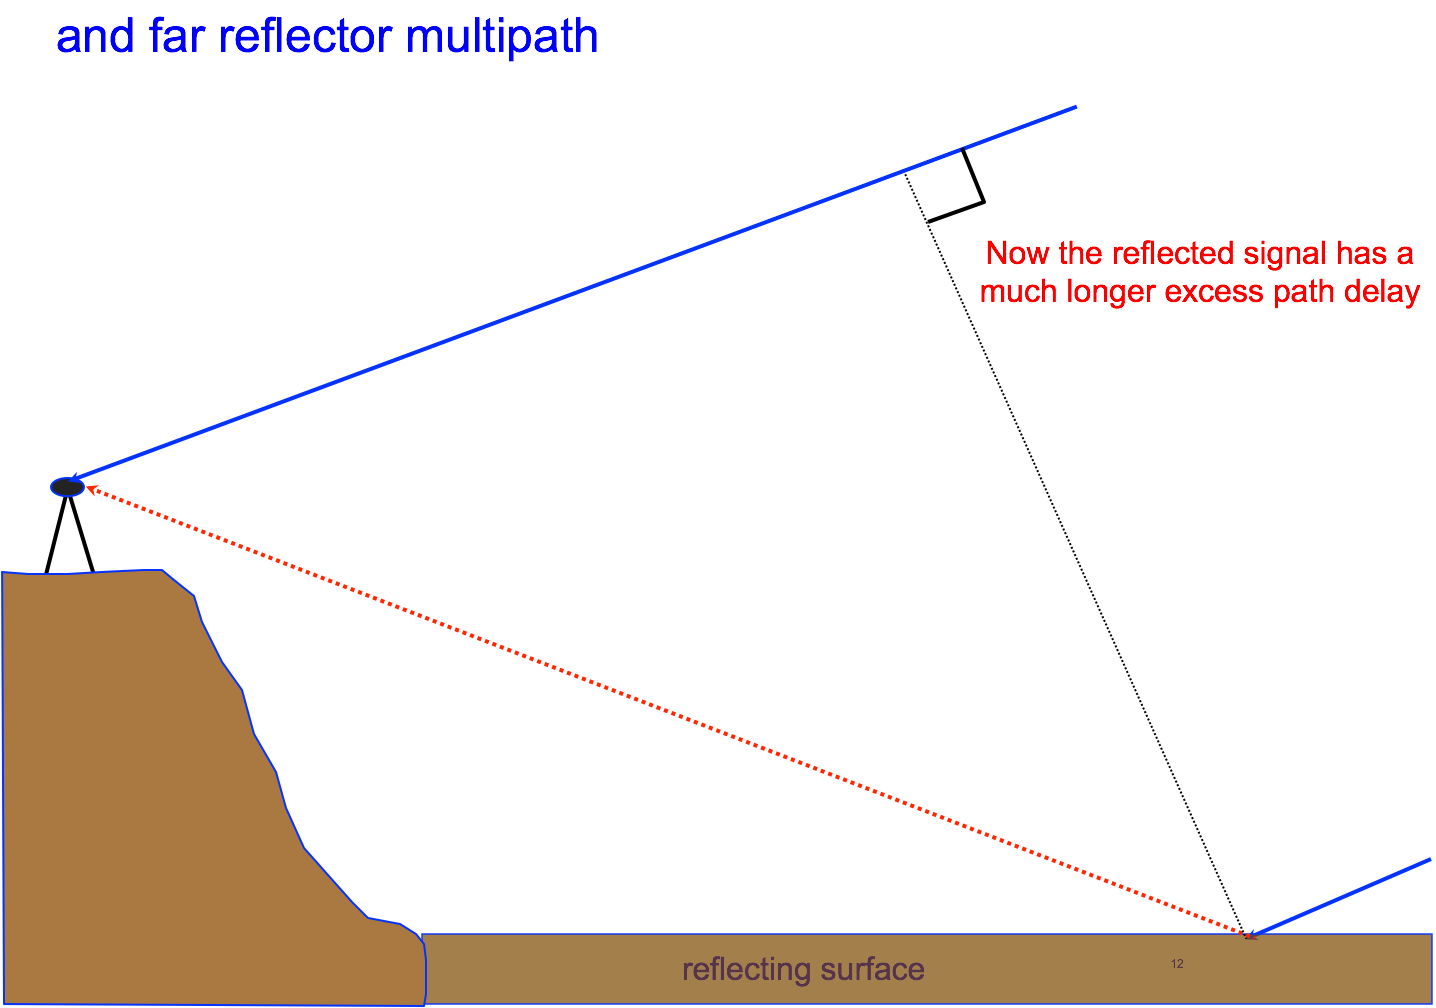 and far reflector multipath
Now the reflected signal has a
much longer excess path delay
reflecting surface
12